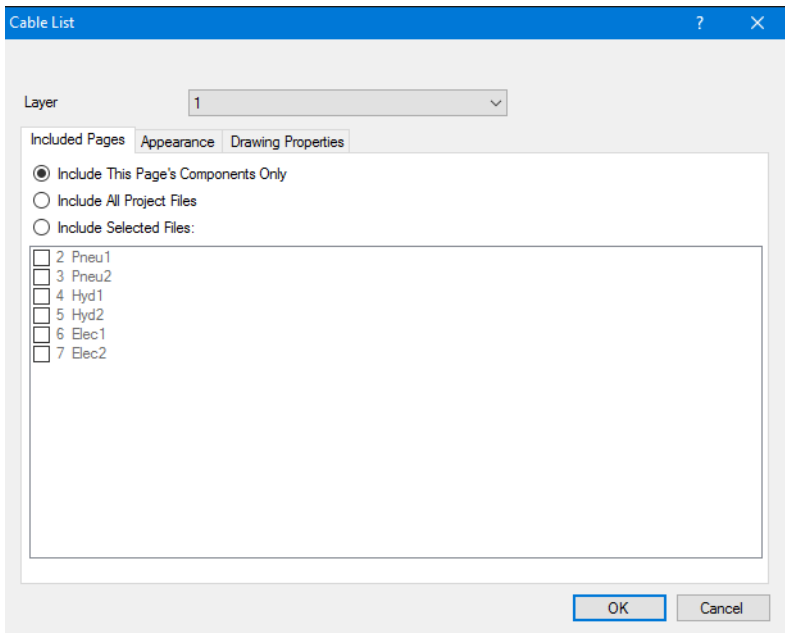 Cable List
Layer 1
Included Pages Appearance Drawing Properties
Include This Page's Components Only
Include All Project Files
Include Selected Files:
2 Pneu1
3 Pneu2
4 Hyd1
5 Hyd2
6 Elec1
7 Elec2
OK Cancel